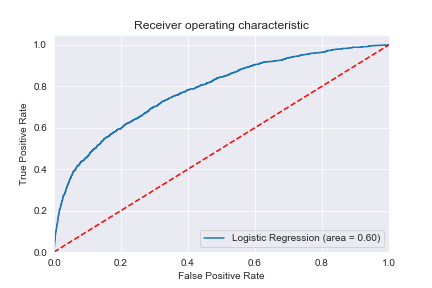 Receiver operating characteristic
True Positive Rate
1.0
0.8
0.6
0.4
0.2
0.0
Logistic Regression (area = 0.60)
0.0 0.2 0.4 0.6 0.8 1.0
False Positive Rate